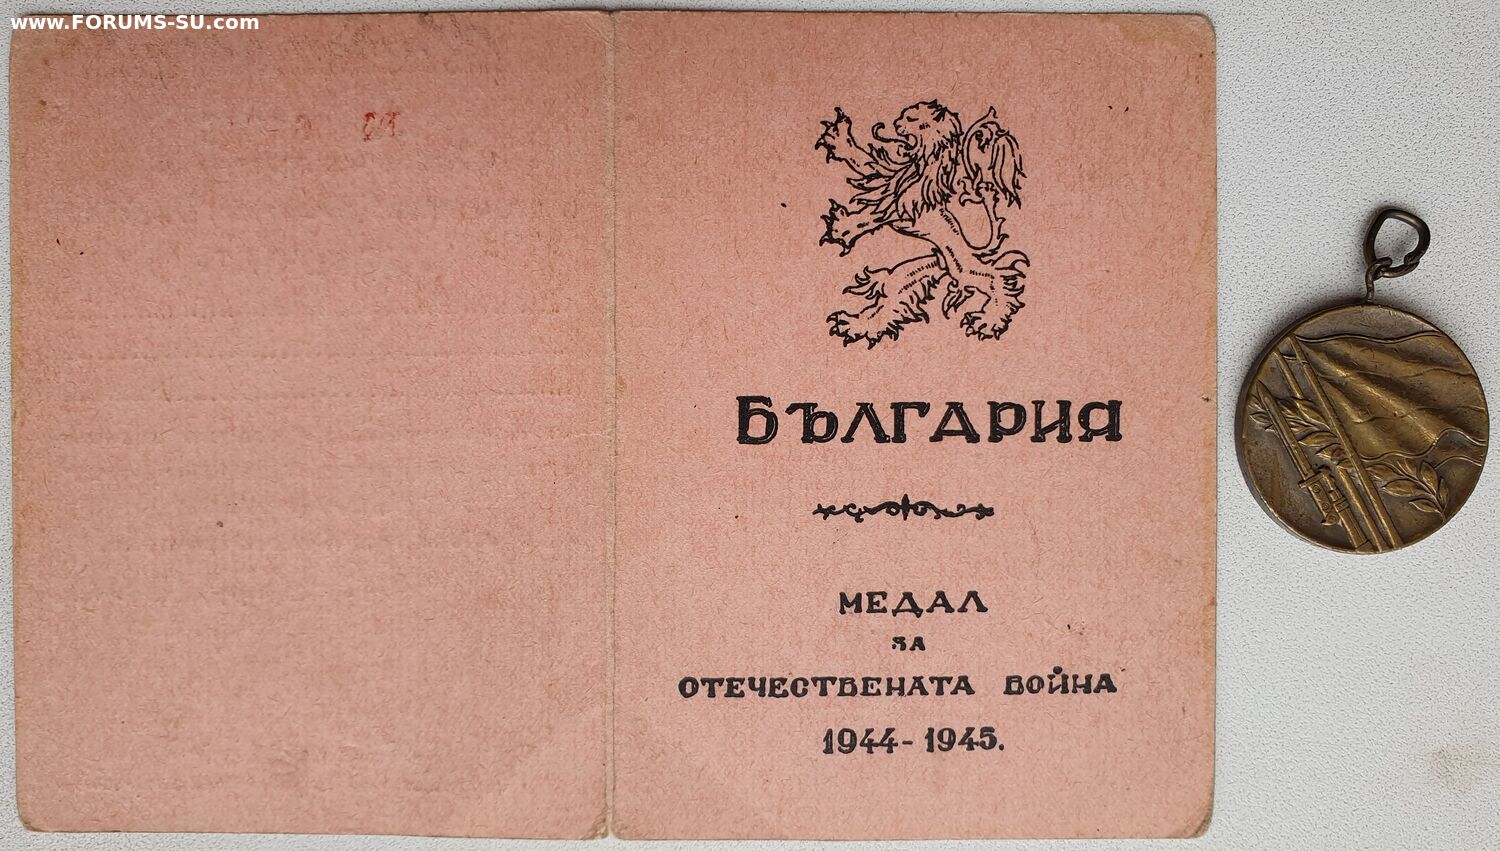 www.FORUMS-SU.com
БЪЛГАРИЯ
МЕДАЛ
ЗА
ОТЕЧЕСТВЕНАТА ВОЙНА
1944-1945.